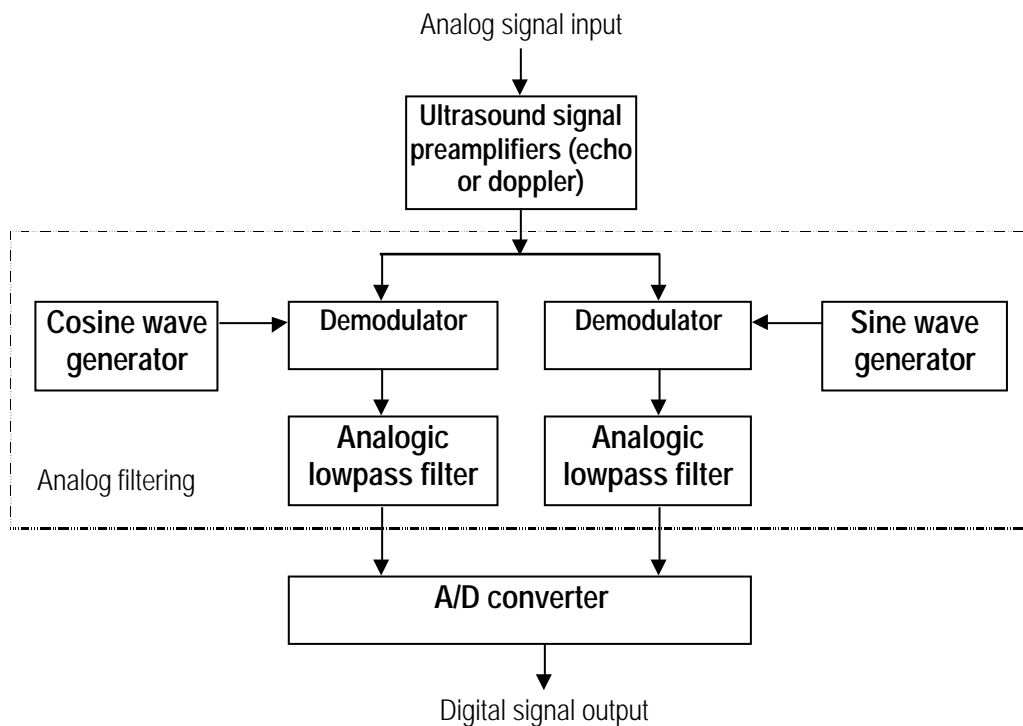 Analog signal input
Ultrasound signal
preamplifiers (echo
or doppler)
Cosine wave
generator
Demodulator
Demodulator
Sine wave
generator
Analogic
lowpass filter
Analogic
lowpass filter
Analog filtering
A/D converter
Digital signal output